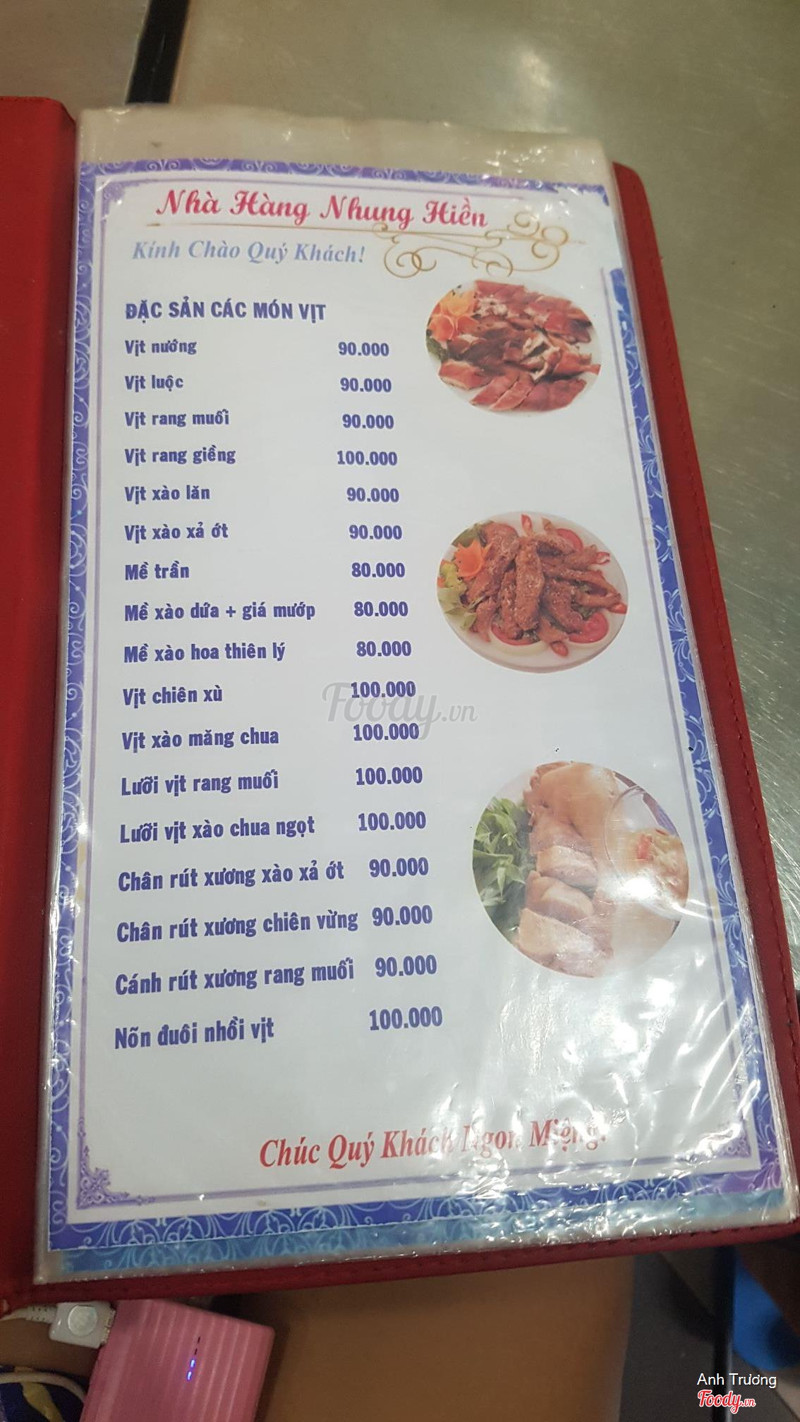 Nhà Hàng Nhung Hiền
Kính Chào Quý Khách!
ĐẶC SẢN CÁC MÓN VỊT
Vịt nướng 90.000
Vịt luộc 90.000
Vịt rang muối 90.000
Vịt rang giềng 100.000
Vịt xào lăn 90.000
Vịt xào xả ớt 90.000
Mề trần 80.000
Mề xào dứa + giá mướp 80.000
Mề xào hoa thiên lý 80.000
Vịt chiên xù 100.000
Foody.vn
Vịt xào măng chua 100.000
Lưỡi vịt rang muối 100.000
Lưỡi vịt xào chua ngọt 100.000
Chân rút xương xào xả ớt 90.000
Chân rút xương chiên vừng 90.000
Cánh rút xương rang muối 90.000
Nõn đuôi nhồi vịt 100.000
Chúc Quý Khách Ngon Miệng!
Anh Trương
Foody.vn